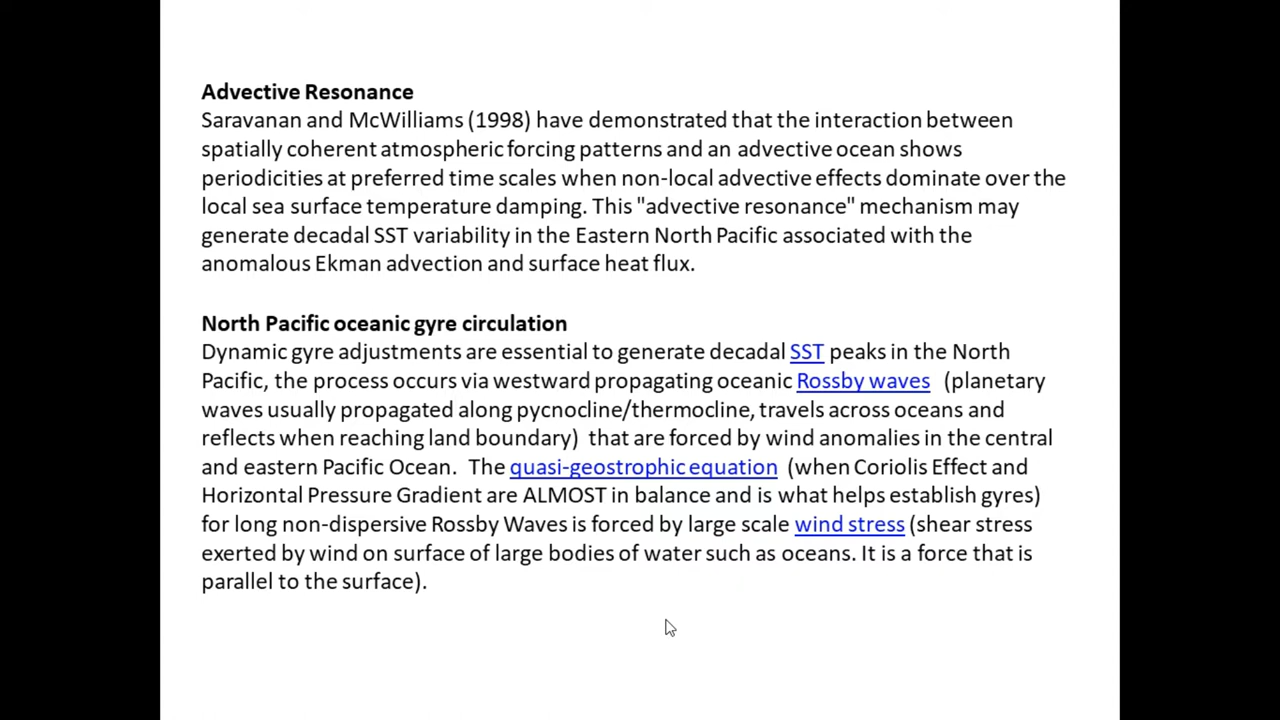 Advective Resonance
Saravanan and McWilliams (1998) have demonstrated that the interaction between
spatially coherent atmospheric forcing patterns and an advective ocean shows
periodicities at preferred time scales when non-local advective effects dominate over the
local sea surface temperature damping. This "advective resonance" mechanism may
generate decadal SST variability in the Eastern North Pacific associated with the
anomalous Ekman advection and surface heat flux.
North Pacific oceanic gyre circulation
Dynamic gyre adjustments are essential to generate decadal SST peaks in the North
Pacific, the process occurs via westward propagating oceanic Rossby waves (planetary
waves usually propagated along pycnocline/thermocline, travels across oceans and
reflects when reaching land boundary) that are forced by wind anomalies in the central
and eastern Pacific Ocean. The quasi-geostrophic equation (when Coriolis Effect and
Horizontal Pressure Gradient are ALMOST in balance and is what helps establish gyres)
for long non-dispersive Rossby Waves is forced by large scale wind stress (shear stress
exerted by wind on surface of large bodies of water such as oceans. It is a force that is
parallel to the surface).